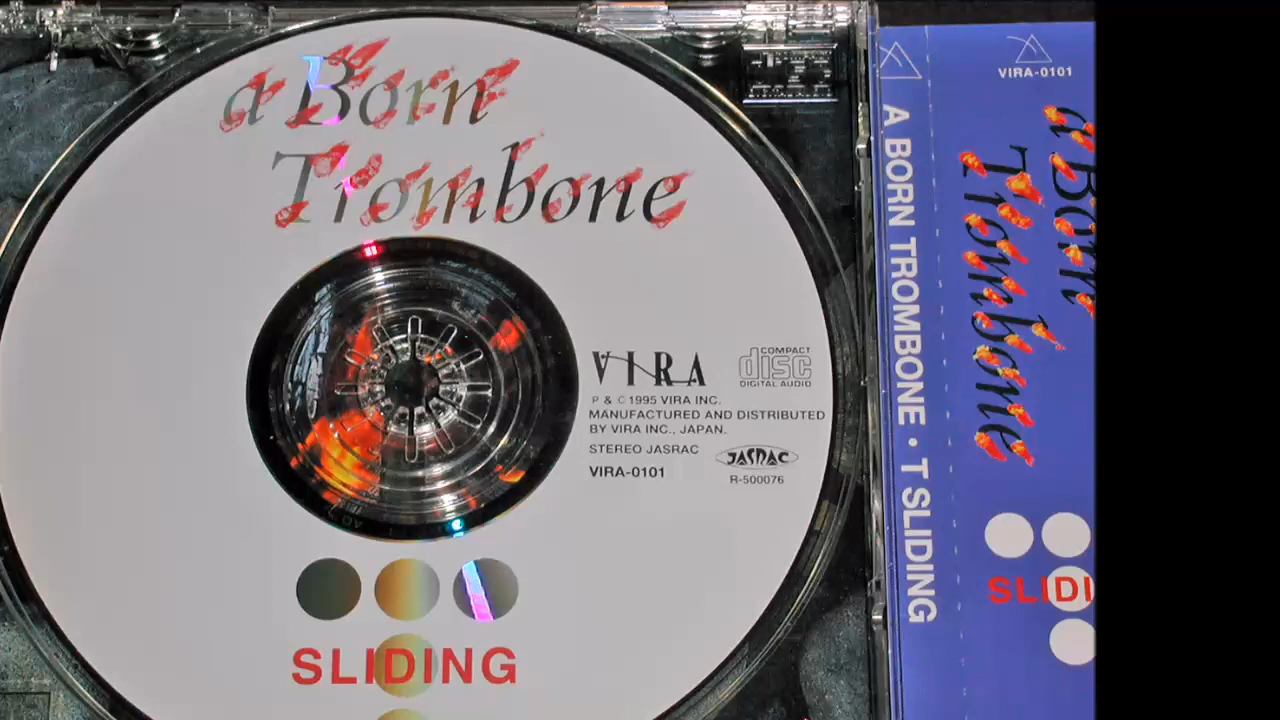 a Born
Trombone
VIRA
COMPACT
disc
DIGITAL AUDIO
P & C 1995 VIRA INC.
MANUFACTURED AND DISTRIBUTED
BY VIRA INC., JAPAN.
STEREO JASRAC
JASRAC
VIRA-0101
R-500076
SLIDING
A BORN TROMBONE • T SLIDING
VIRA-0101
a Born
Trombone
SLIDI